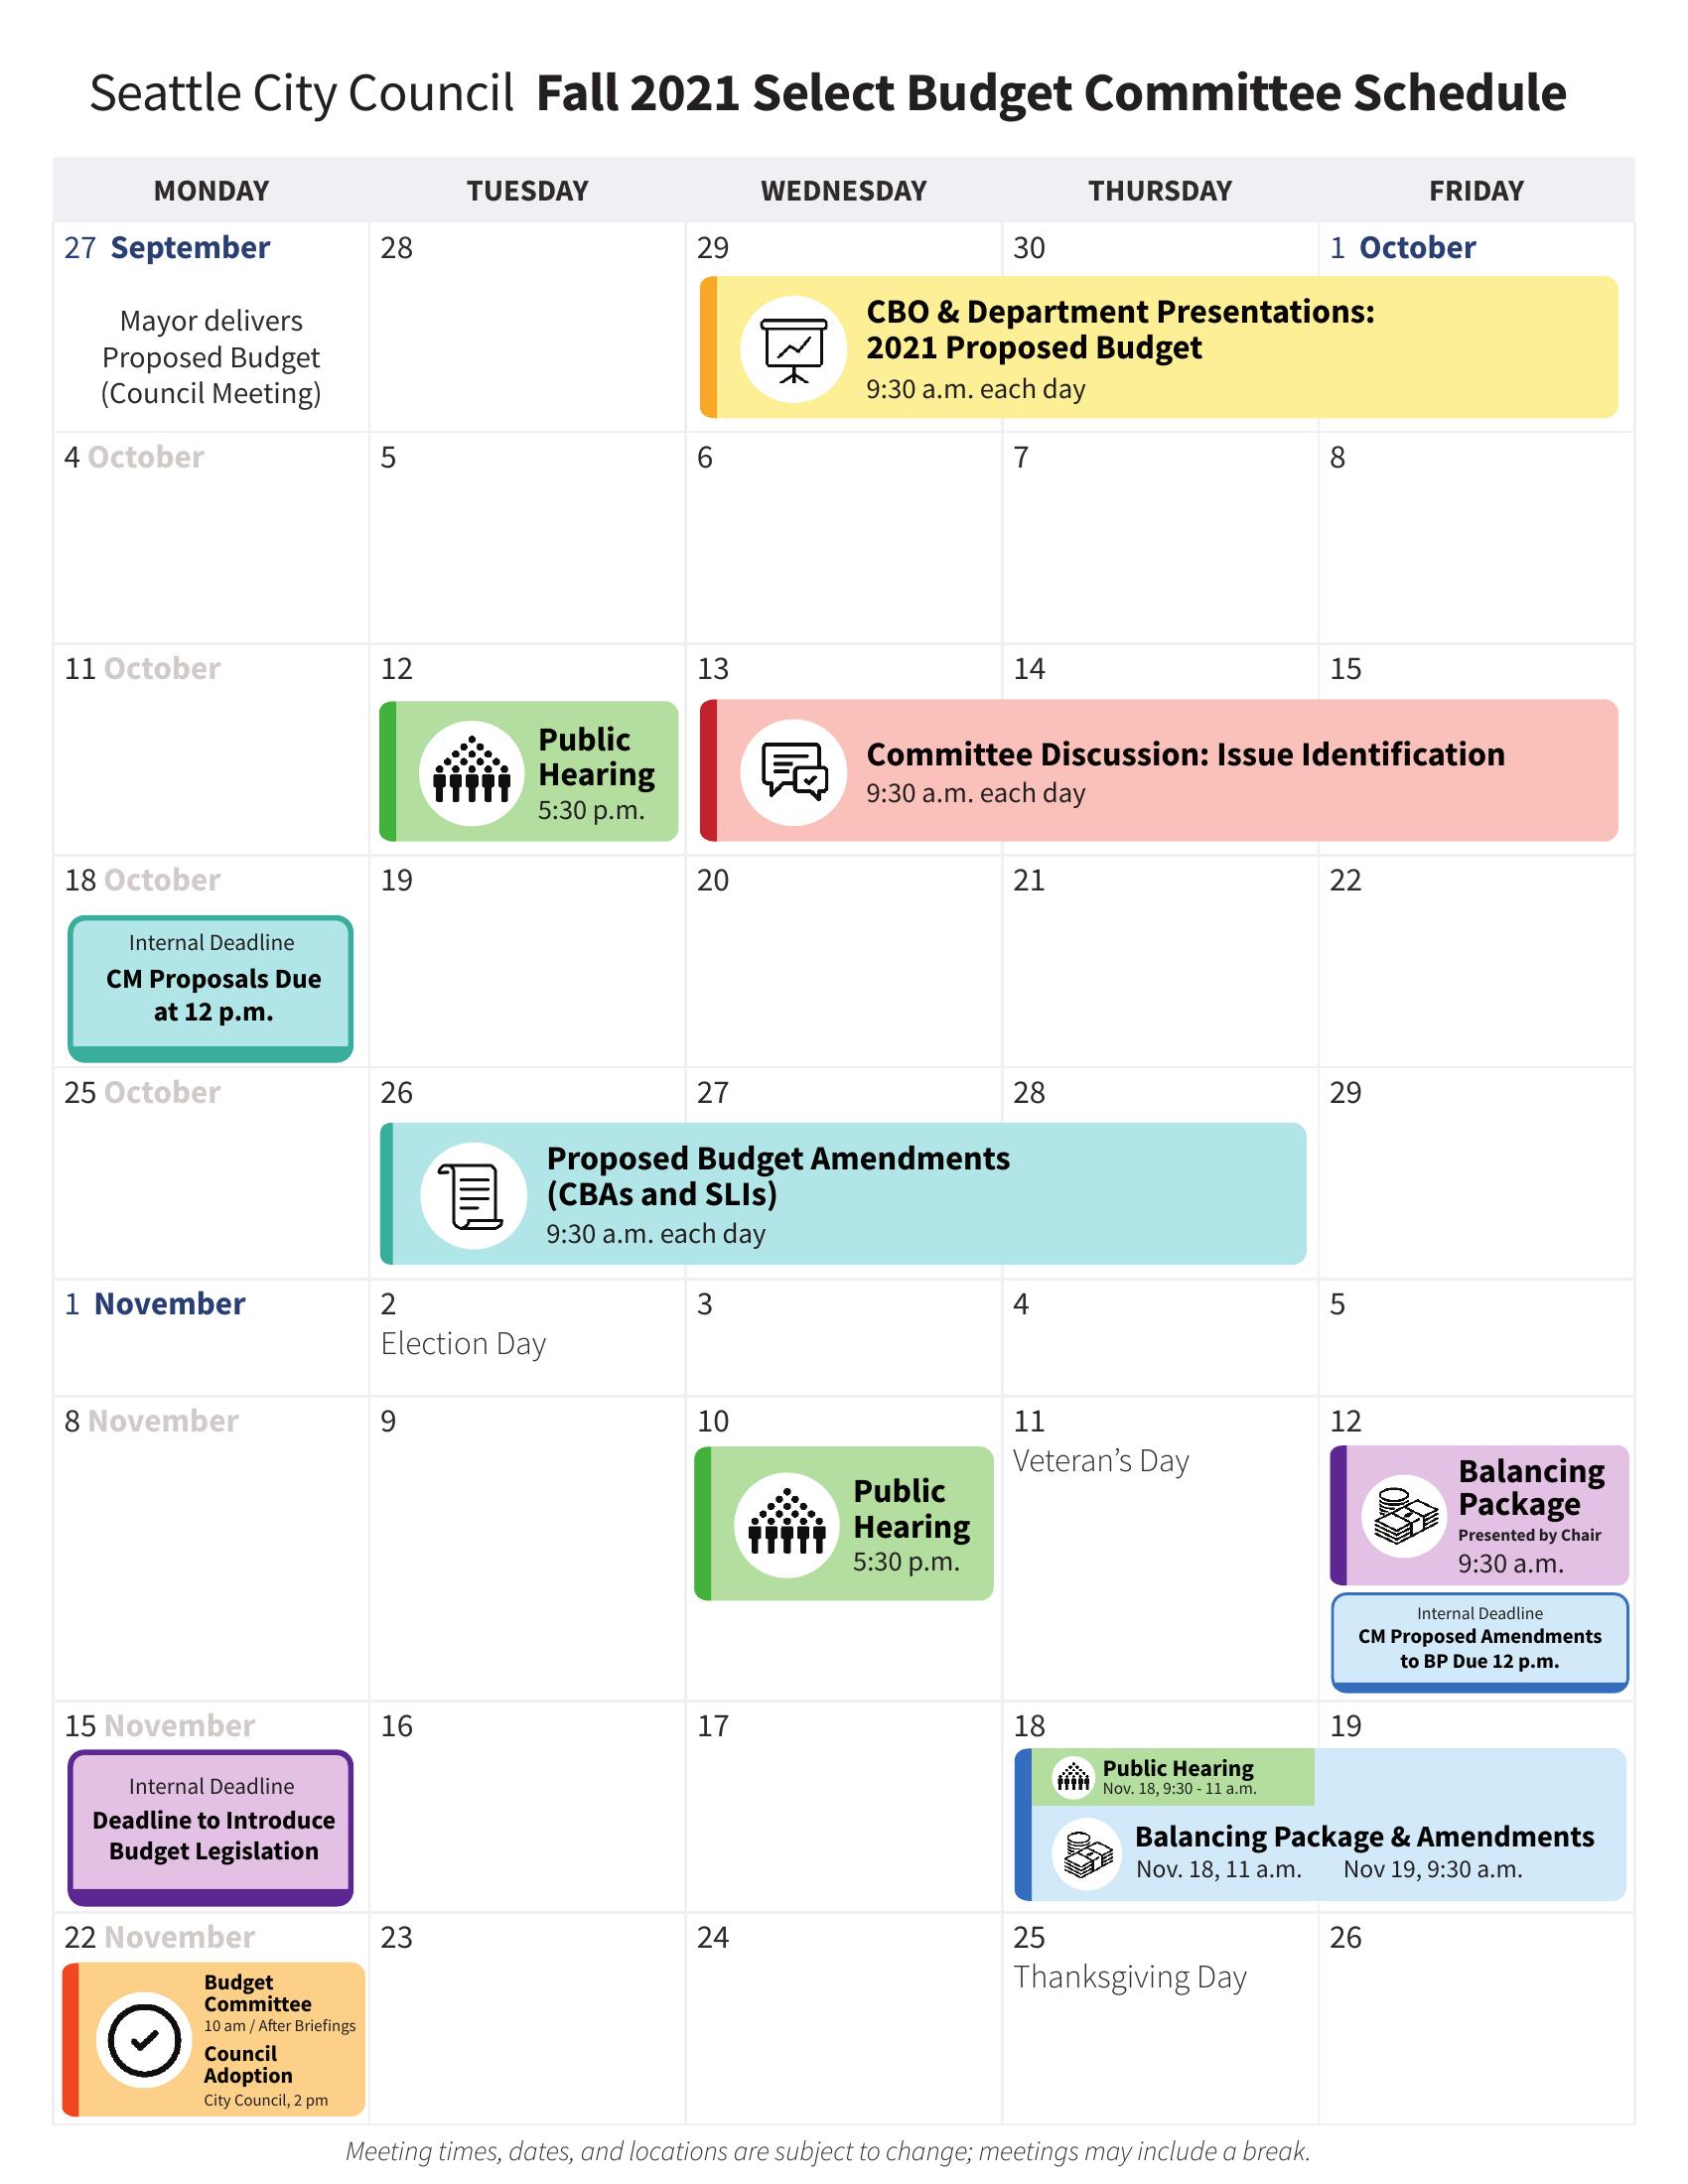 Seattle City Council Fall 2021 Select Budget Committee Schedule
MONDAY TUESDAY WEDNESDAY THURSDAY FRIDAY
27 September 28 29 30 1 October
Mayor delivers
Proposed Budget
(Council Meeting)
CBO & Department Presentations:
2021 Proposed Budget
9:30 a.m. each day
4 October 5 6 7 8
11 October 12 13 14 15
Public
Hearing
5:30 p.m.
Committee Discussion: Issue Identification
9:30 a.m. each day
18 October 19 20 21 22
Internal Deadline
CM Proposals Due
at 12 p.m.
25 October 26 27 28 29
Proposed Budget Amendments
(CBAs and SLIs)
9:30 a.m. each day
1 November 2 3 4 5
Election Day
8 November 9 10 11 12
Public
Hearing
5:30 p.m.
Veteran’s Day
Balancing
Package
Presented by Chair
9:30 a.m.
Internal Deadline
CM Proposed Amendments
to BP Due 12 p.m.
15 November 16 17 18 19
Internal Deadline
Deadline to Introduce
Budget Legislation
Public Hearing
Nov. 18, 9:30 - 11 a.m.
Balancing Package & Amendments
Nov. 18, 11 a.m. Nov 19, 9:30 a.m.
22 November 23 24 25 26
Budget
Committee
10 am / After Briefings
Council
Adoption
City Council, 2 pm
Thanksgiving Day
Meeting times, dates, and locations are subject to change; meetings may include a break.